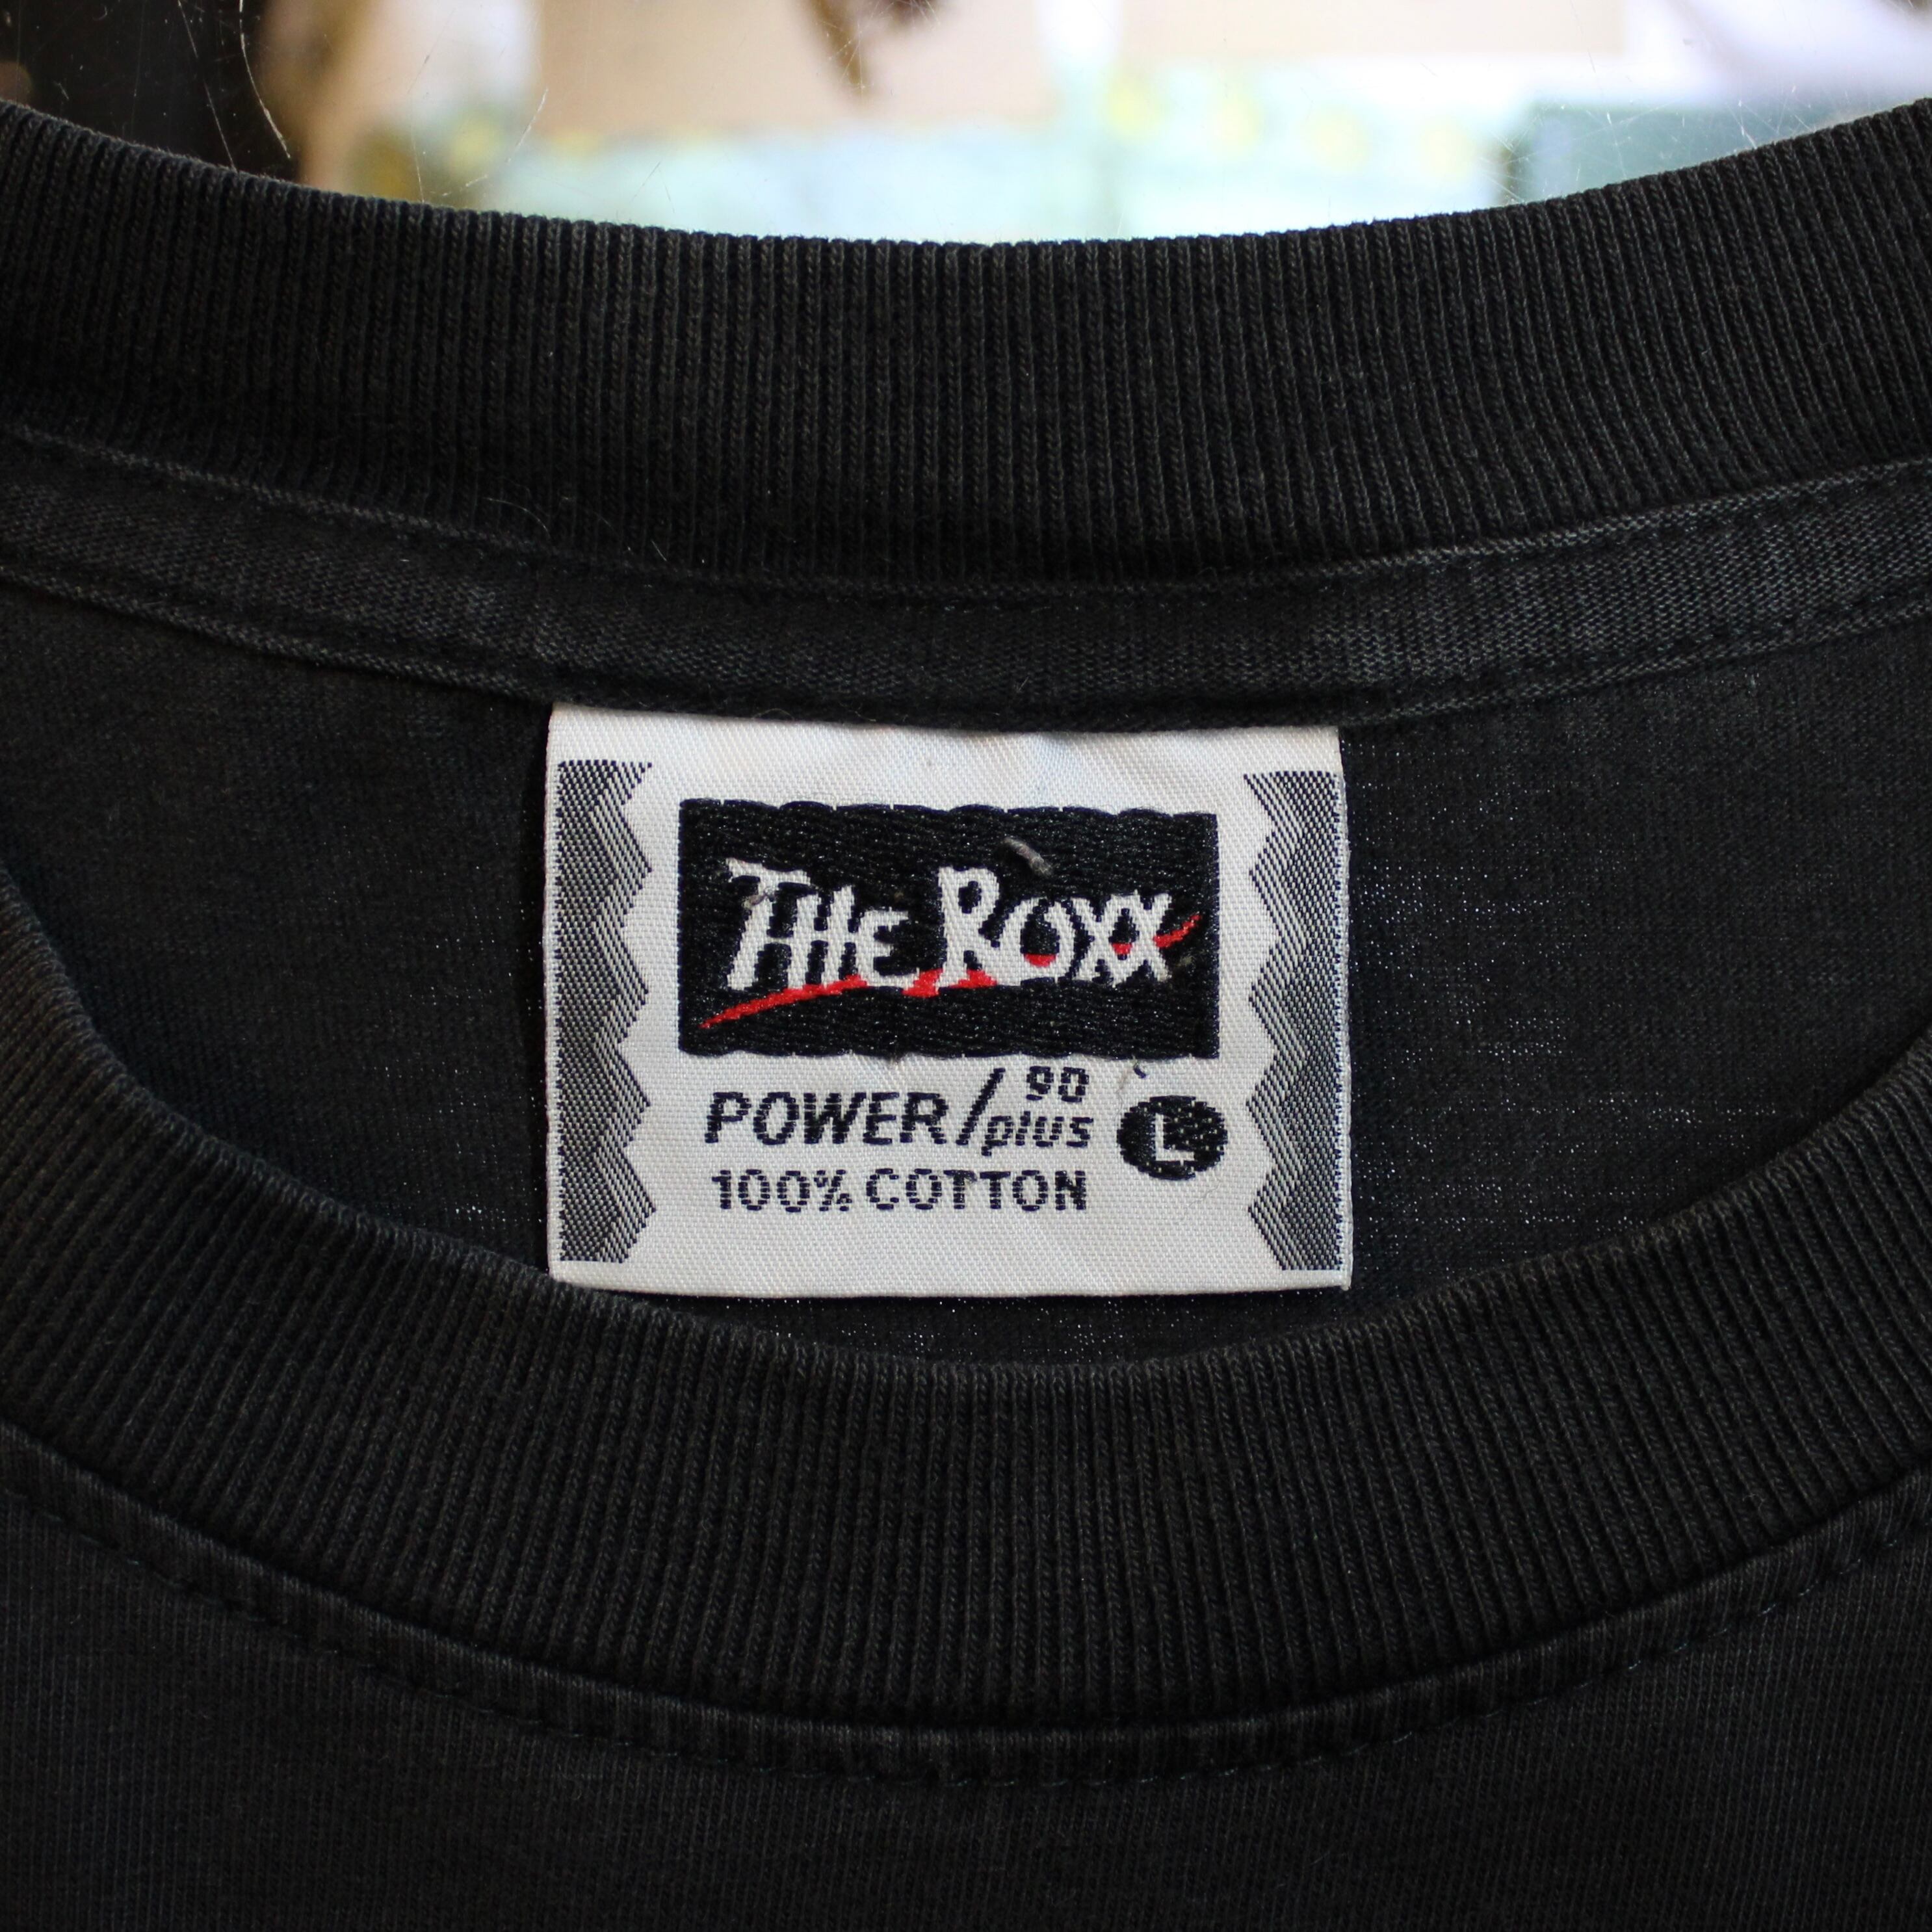 THE ROXX
POWER/90 plus
L
100% COTTON